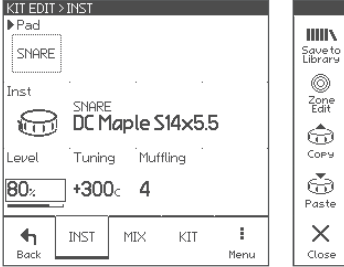 KIT EDIT > INST
Pad
SNARE
Inst
SNARE
DC Maple S14x5.5
Level Tuning Muffling
80% +300c 4
Back INST MIX KIT Menu
Save to
Library
Zone
Edit
Copy
Paste
Close